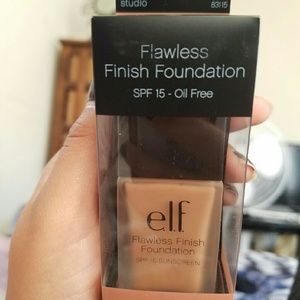 studio 83115
Flawless
Finish Foundation
SPF 15 - Oil Free
e.l.f.
Flawless Finish
Foundation
SPF 15 SUNSCREEN